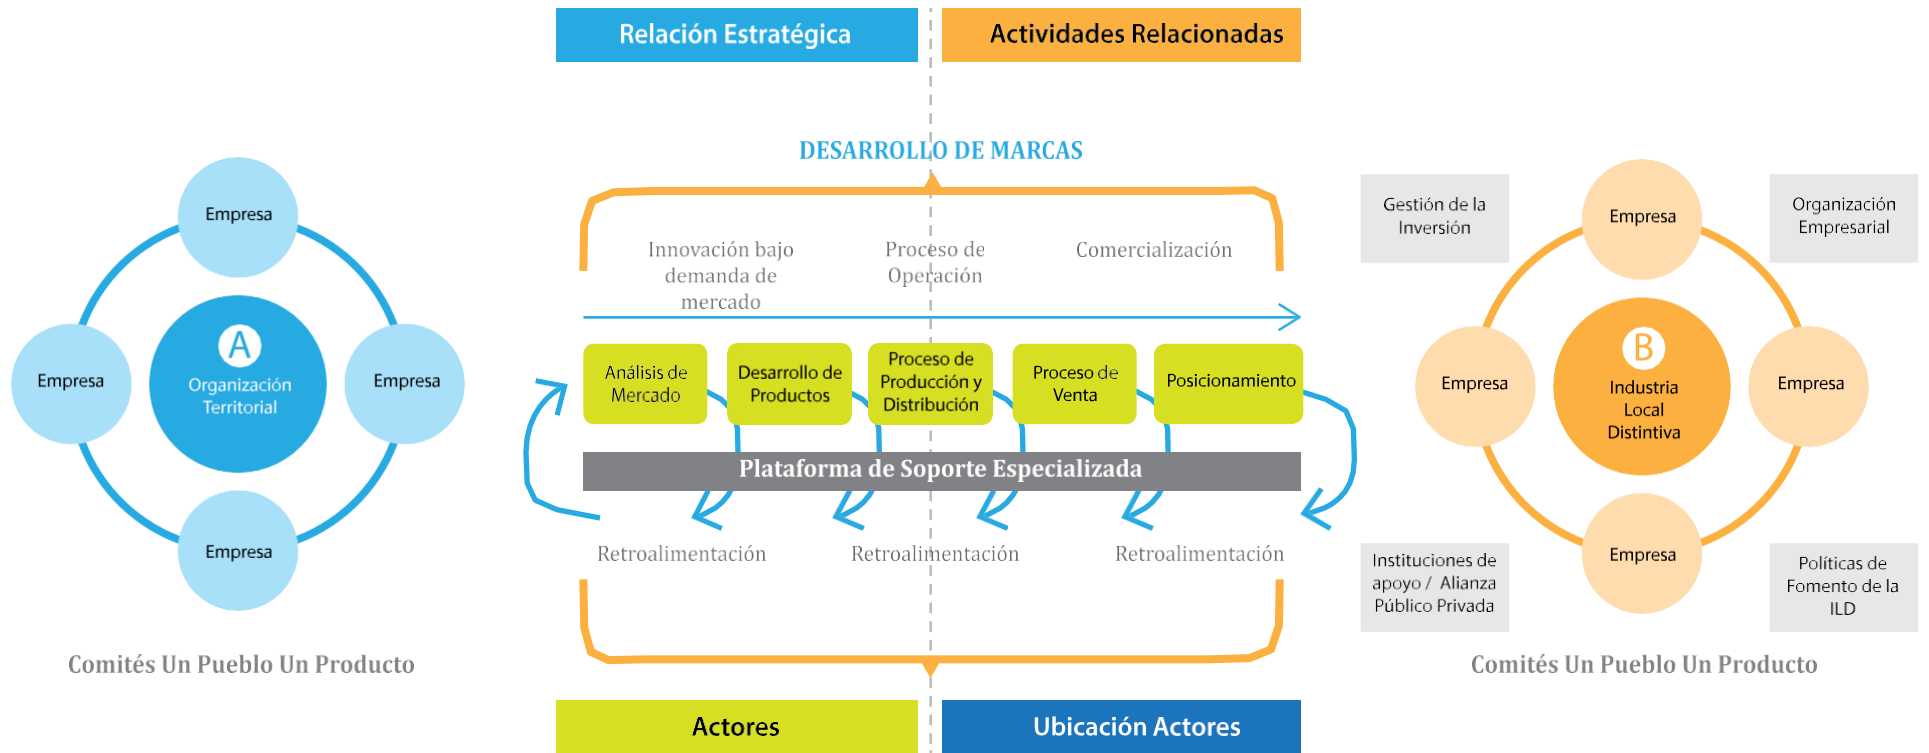 Relación Estratégica
Actividades Relacionadas
DESARROLLO DE MARCAS
Innovación bajo
demanda de
mercado
Proceso de
Operación
Comercialización
Análisis de
Mercado
Desarrollo de
Productos
Proceso de
Producción y
Distribución
Proceso de
Venta
Posicionamiento
Plataforma de Soporte Especializada
Retroalimentación
Retroalimentación
Retroalimentación
Actores
Ubicación Actores
Empresa
Empresa
A
Organización
Territorial
Empresa
Empresa
Comités Un Pueblo Un Producto
Gestión de la
Inversión
Empresa
Organización
Empresarial
Empresa
B
Industria
Local
Distintiva
Empresa
Instituciones de
apoyo / Alianza
Público Privada
Empresa
Políticas de
Fomento de la
ILD
Comités Un Pueblo Un Producto